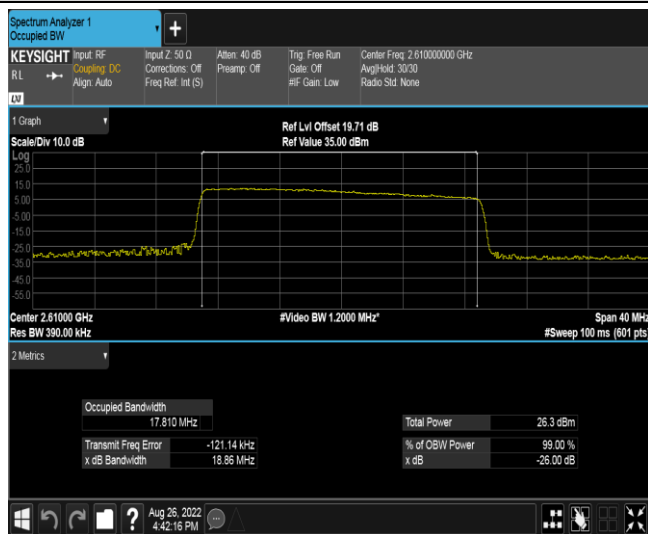 Spectrum Analyzer 1
Occupied BW
KEYSIGHT
RL
LXI
Input: RF
Coupling: DC
Align: Auto
Input Z: 50 Ω
Corrections: Off
Freq Ref: Int (S)
Atten: 40 dB
Preamp: Off
Trig: Free Run
Gate: Off
#IF Gain: Low
Center Freq: 2.610000000 GHz
Avg|Hold: 30/30
Radio Std: None
1 Graph
Scale/Div 10.0 dB
Ref Lvl Offset 19.71 dB
Ref Value 35.00 dBm
Log
25.0
15.0
5.00
-5.00
-15.0
-25.0
-35.0
-45.0
-55.0
Center 2.61000 GHz
Res BW 390.00 kHz
#Video BW 1.2000 MHz*
Span 40 MHz
#Sweep 100 ms (601 pts)
2 Metrics
Occupied Bandwidth
17.810 MHz
Transmit Freq Error -121.14 kHz
x dB Bandwidth 18.86 MHz
Total Power 26.3 dBm
% of OBW Power 99.00 %
x dB -26.00 dB
?
Aug 26, 2022
4:42:16 PM